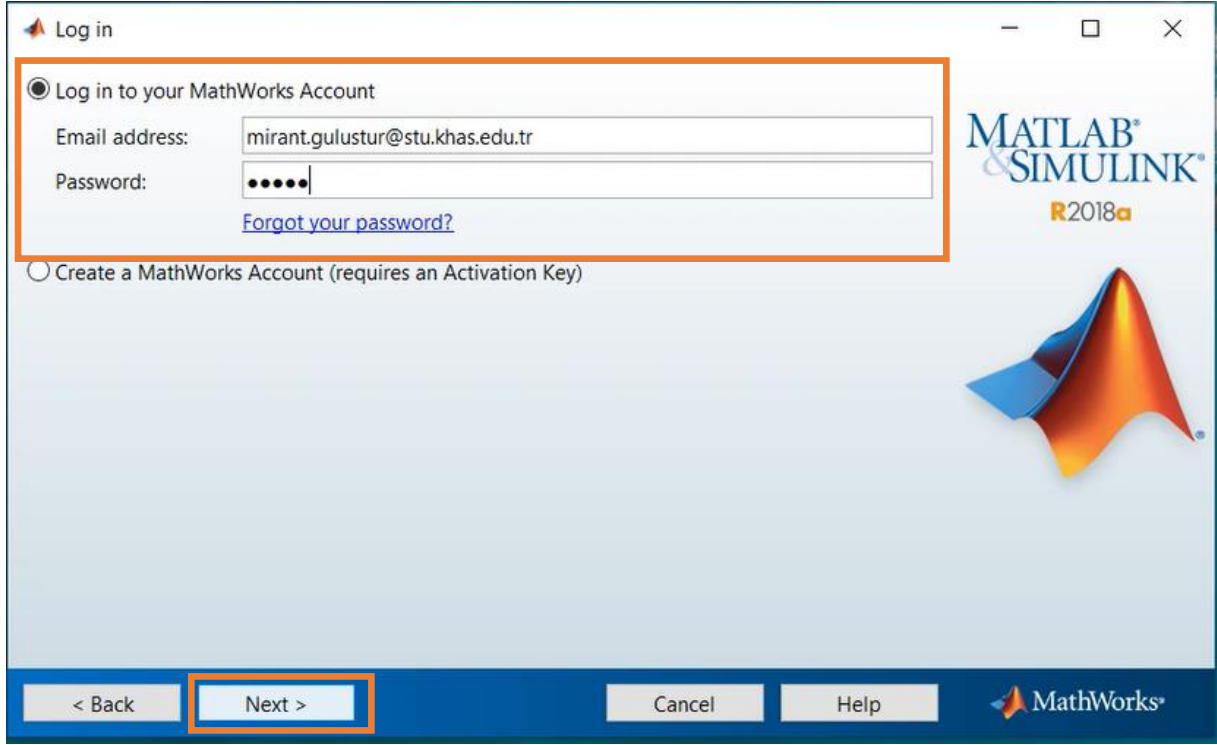 Log in
Log in to your MathWorks Account
Email address: mirant.gulustur@stu.khas.edu.tr
Password: •••••
Forgot your password?
Create a MathWorks Account (requires an Activation Key)
MATLAB®
&SIMULINK®
R2018a
®
< Back Next > Cancel Help MathWorks®